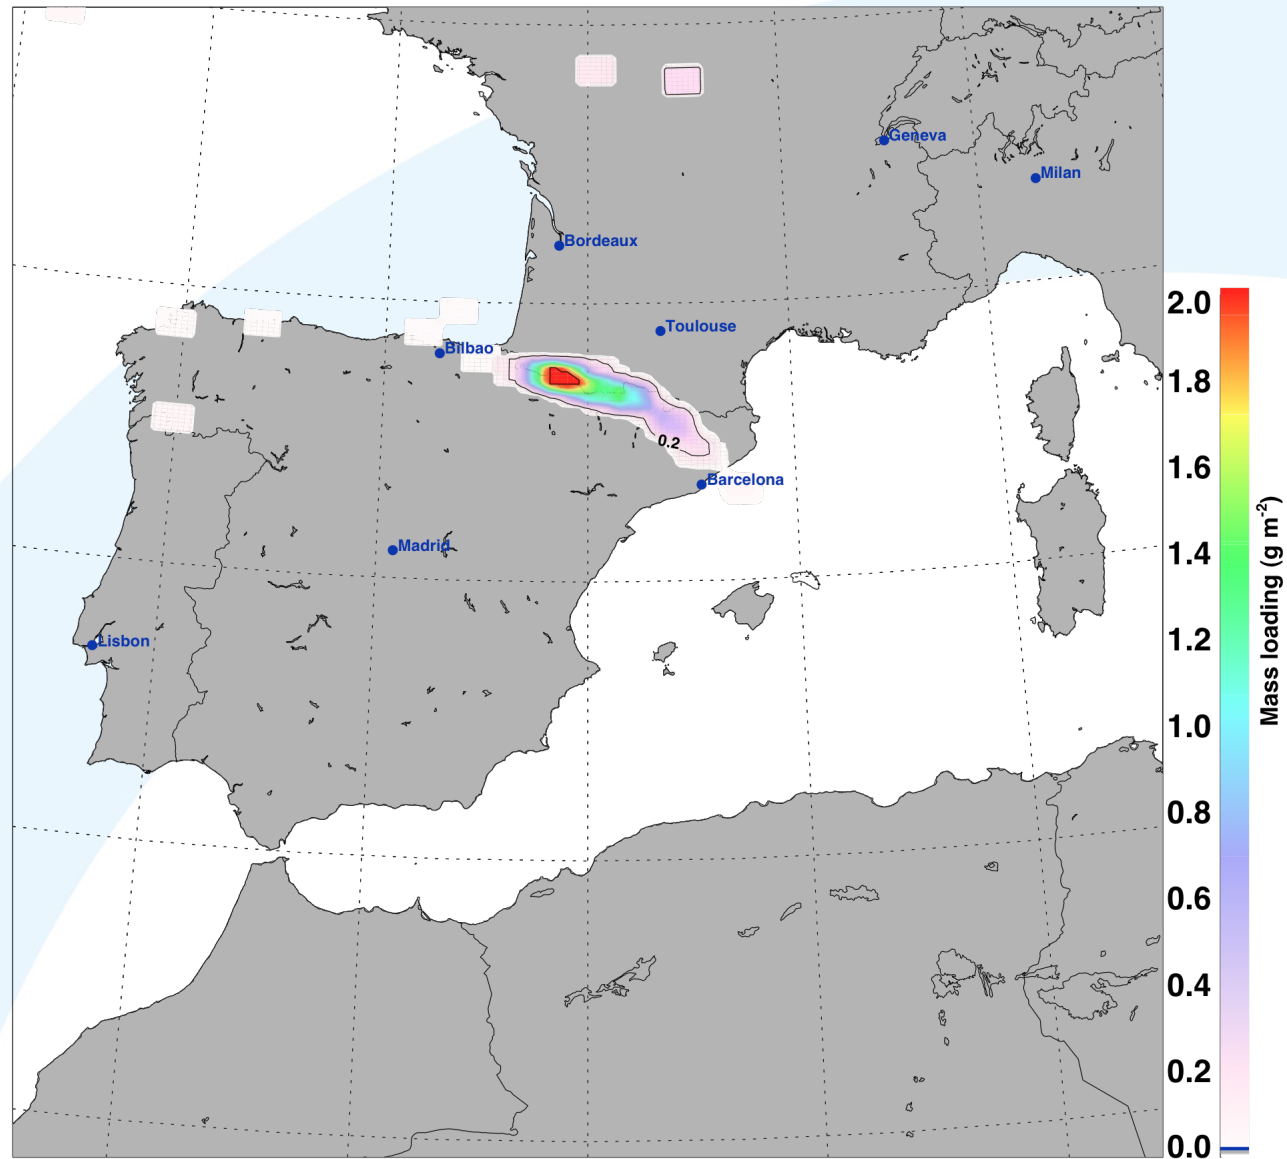 Geneva
Milan
Bordeaux
Toulouse
Bilbao
0.2
Barcelona
Madrid
Lisbon
2.0
1.8
1.6
1.4
1.2
1.0
0.8
0.6
0.4
0.2
0.0
Mass loading (g m-2)